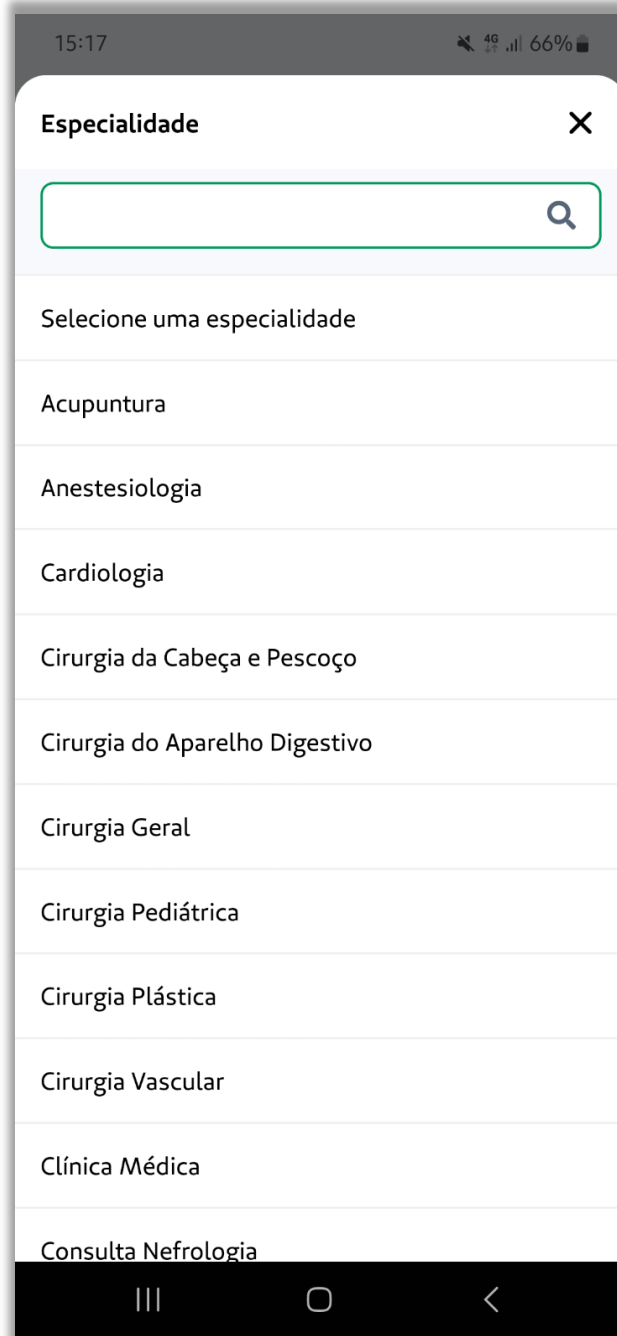 15:17
4G
66%
Especialidade
Selecione uma especialidade
Acupuntura
Anestesiologia
Cardiologia
Cirurgia da Cabeça e Pescoço
Cirurgia do Aparelho Digestivo
Cirurgia Geral
Cirurgia Pediátrica
Cirurgia Plástica
Cirurgia Vascular
Clínica Médica
Consulta Nefrologia